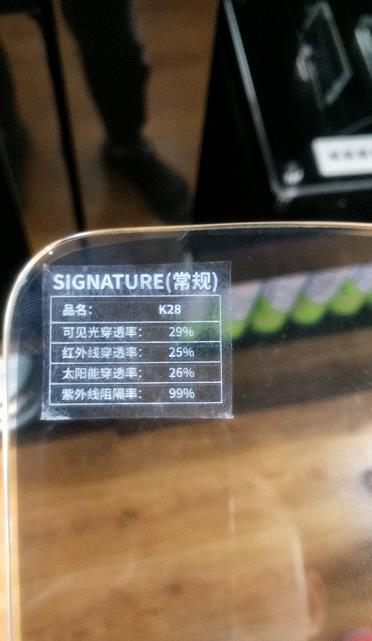 SIGNATURE(常规)
品名： K28
可见光穿透率： 29%
红外线穿透率： 25%
太阳能穿透率： 26%
紫外线阻隔率： 99%